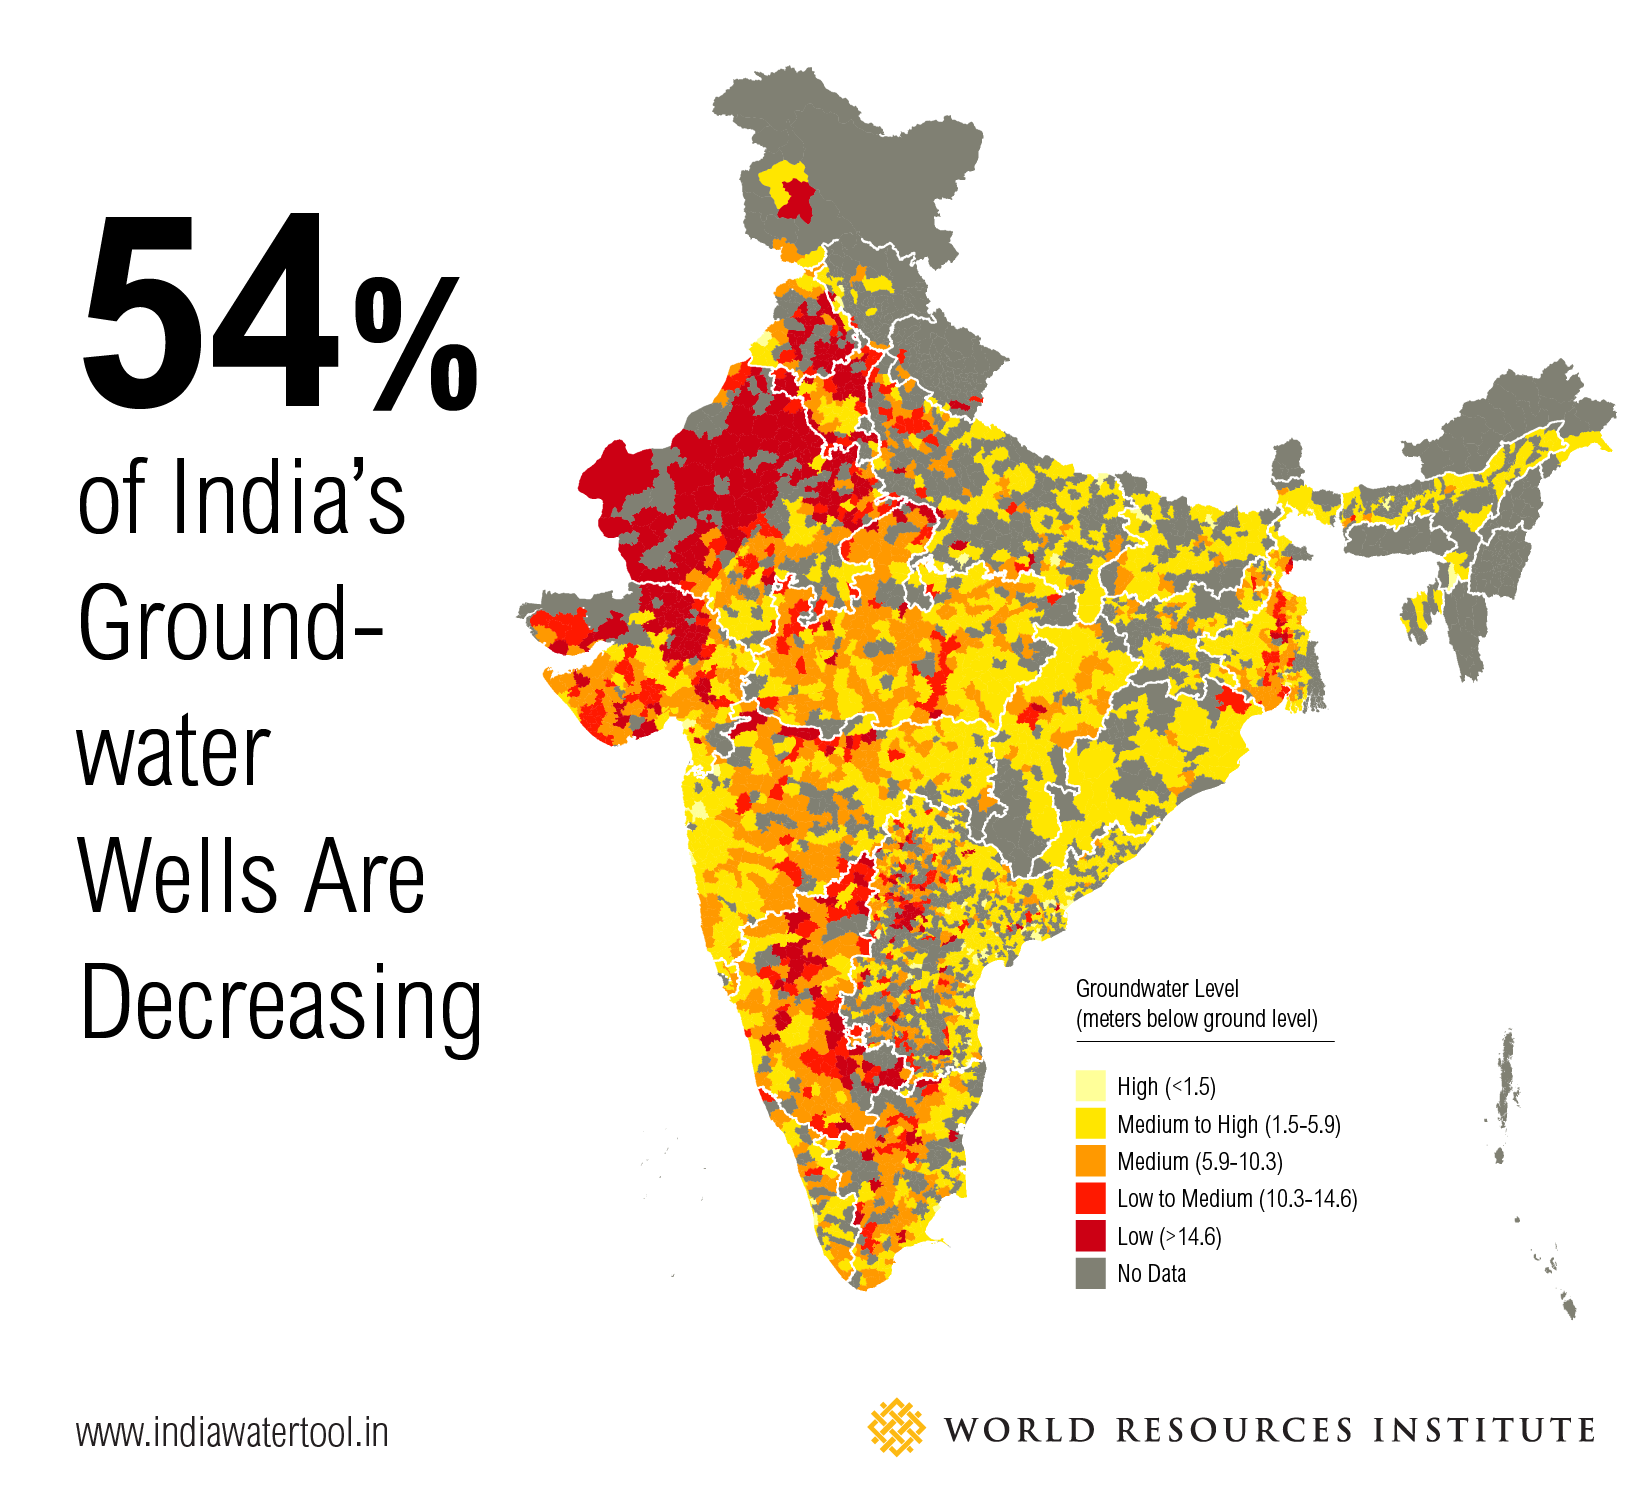 54%
of India’s
Ground-
water
Wells Are
Decreasing
Groundwater Level
(meters below ground level)
High (<1.5)
Medium to High (1.5-5.9)
Medium (5.9-10.3)
Low to Medium (10.3-14.6)
Low (>14.6)
No Data
www.indiawatertool.in
WORLD RESOURCES INSTITUTE